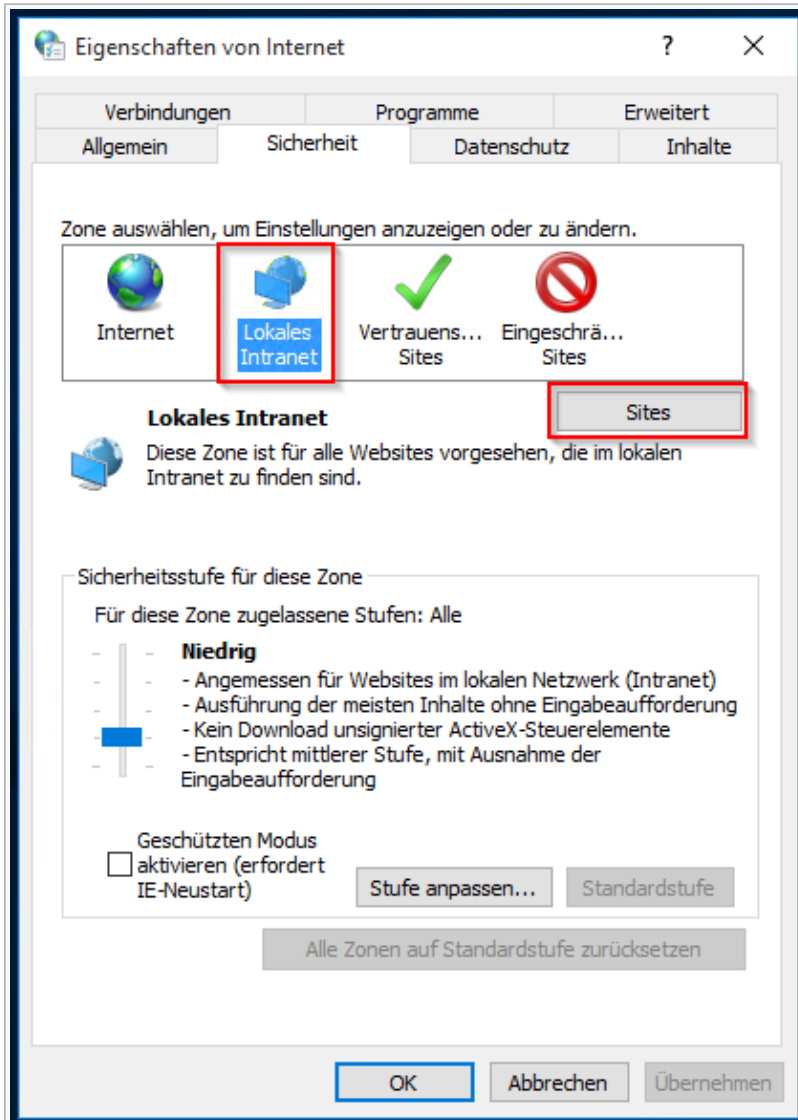 Eigenschaften von Internet
Verbindungen Programme Erweitert
Allgemein Sicherheit Datenschutz Inhalte
Zone auswählen, um Einstellungen anzuzeigen oder zu ändern.
Internet Lokales Vertrauens... Eingeschrä...
Intranet Sites Sites
Sites
Lokales Intranet
Diese Zone ist für alle Websites vorgesehen, die im lokalen
Intranet zu finden sind.
Sicherheitsstufe für diese Zone
Für diese Zone zugelassene Stufen: Alle
Niedrig
- Angemessen für Websites im lokalen Netzwerk (Intranet)
- Ausführung der meisten Inhalte ohne Eingabeaufforderung
- Kein Download unsignierter ActiveX-Steuerelemente
- Entspricht mittlerer Stufe, mit Ausnahme der
Eingabeaufforderung
Geschützten Modus
aktivieren (erfordert
IE-Neustart)
Stufe anpassen... Standardstufe
Alle Zonen auf Standardstufe zurücksetzen
OK Abbrechen Übernehmen